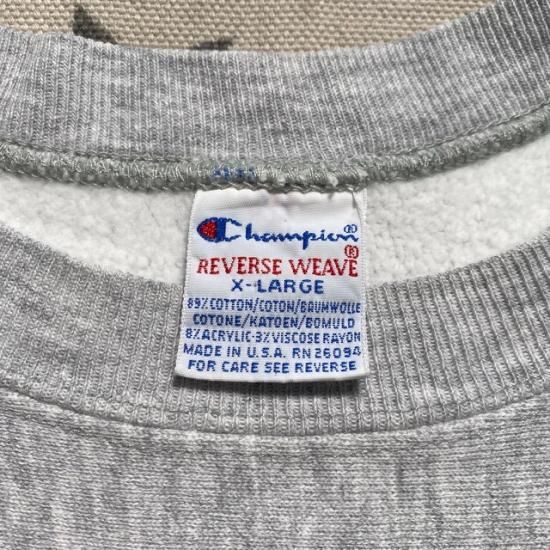 Champion®
REVERSE WEAVE®
X-LARGE
89% COTTON/COTON/BAUMWOLLE
COTONE/KATOEN/BOMULD
8% ACRYLIC-3% VISCOSE RAYON
MADE IN U.S.A. RN 26094
FOR CARE SEE REVERSE